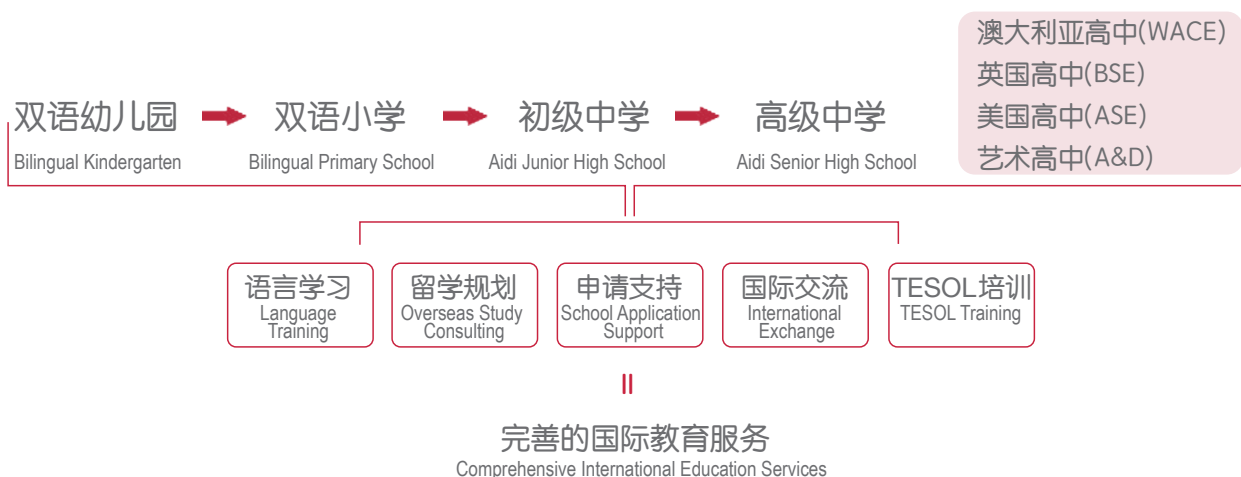 澳大利亚高中(WACE)
英国高中(BSE)
美国高中(ASE)
艺术高中(A&D)
双语幼儿园
Bilingual Kindergarten
双语小学
Bilingual Primary School
初级中学
Aidi Junior High School
高级中学
Aidi Senior High School
语言学习
Language
Training
留学规划
Overseas Study
Consulting
申请支持
School Application
Support
国际交流
International
Exchange
TESOL培训
TESOL Training
完善的国际教育服务
Comprehensive International Education Services